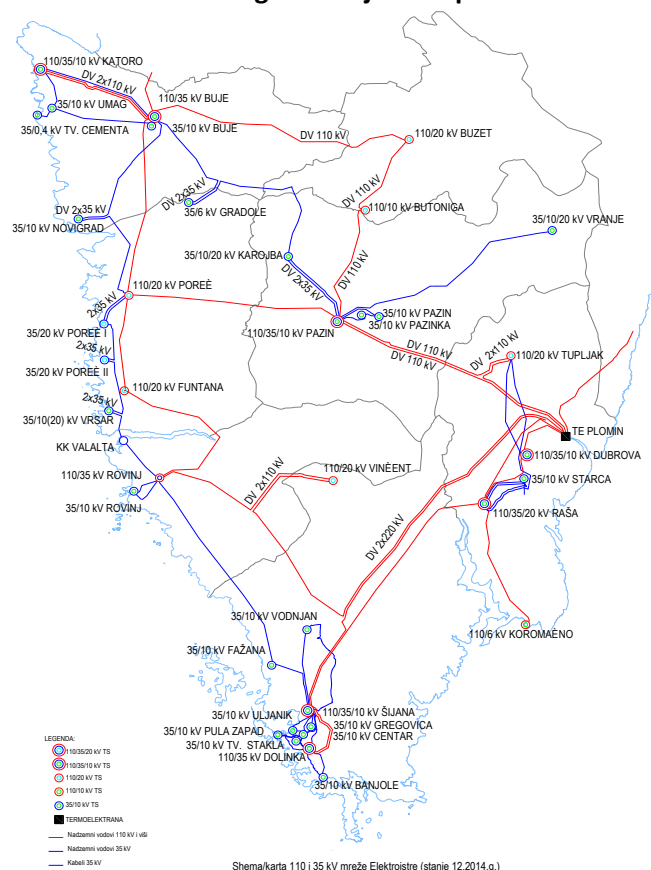 110/35/10 kV KATORO
DV 2x110 kV
110/35 kV BUJE
35/10 kV UMAG
35/0,4 kV TV. CEMENTA
35/10 kV BUJE
DV 110 kV
110/20 kV BUZET
DV 2x35 kV
DV 110 kV
DV 2x35 kV
35/6 kV GRADOLE
110/10 kV BUTONIGA
35/10 kV NOVIGRAD
35/10/20 kV VRANJE
35/10/20 kV KAROJBA
DV 2x35 kV
DV 110 kV
110/20 kV POREÈ
2x35 kV
35/10 kV PAZIN
35/10 kV PAZINKA
110/35/10 kV PAZIN
35/20 kV POREÈ I
2x35 kV
DV 110 kV
DV 110 kV
DV 2x110 kV
110/20 kV TUPLJAK
35/20 kV POREÈ II
110/20 kV FUNTANA
2x35 kV
35/10(20) kV VRSAR
TE PLOMIN
KK VALALTA
110/35/10 kV DUBROVA
110/35 kV ROVINJ
110/20 kV VINÈENT
DV 2x110 kV
35/10 kV STARCA
35/10 kV ROVINJ
110/35/20 kV RAŠA
DV 2x220 kV
35/10 kV VODNJAN
110/6 kV KOROMAÈNO
35/10 kV FAŽANA
110/35/10 kV ŠIJANA
35/10 kV ULJANIK
35/10 kV GREGOVICA
35/10 kV PULA ZAPAD
35/10 kV CENTAR
35/10 kV TV. STAKLA
110/35 kV DOLINKA
35/10 kV BANJOLE
LEGENDA:
110/35/20 kV TS
110/35/10 kV TS
110/20 kV TS
110/10 kV TS
35/10 kV TS
TERMOELEKTRANA
Nadzemni vodovi 110 kV i viši
Nadzemni vodovi 35 kV
Kabeli 35 kV
Shema/karta 110 i 35 kV mreže Elektroistre (stanje 12.2014.g.)